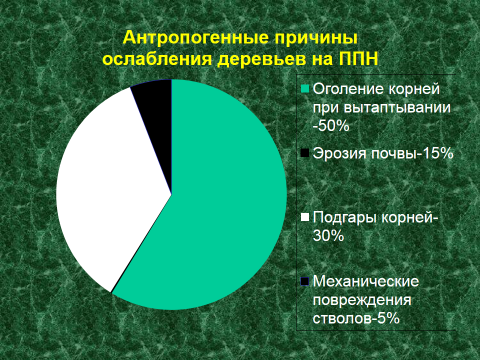 Антропогенные причины
ослабления деревьев на ППН
Оголение корней
при вытаптывании
-50%
Эрозия почвы-15%
Подгары корней-
30%
Механические
повреждения
стволов-5%